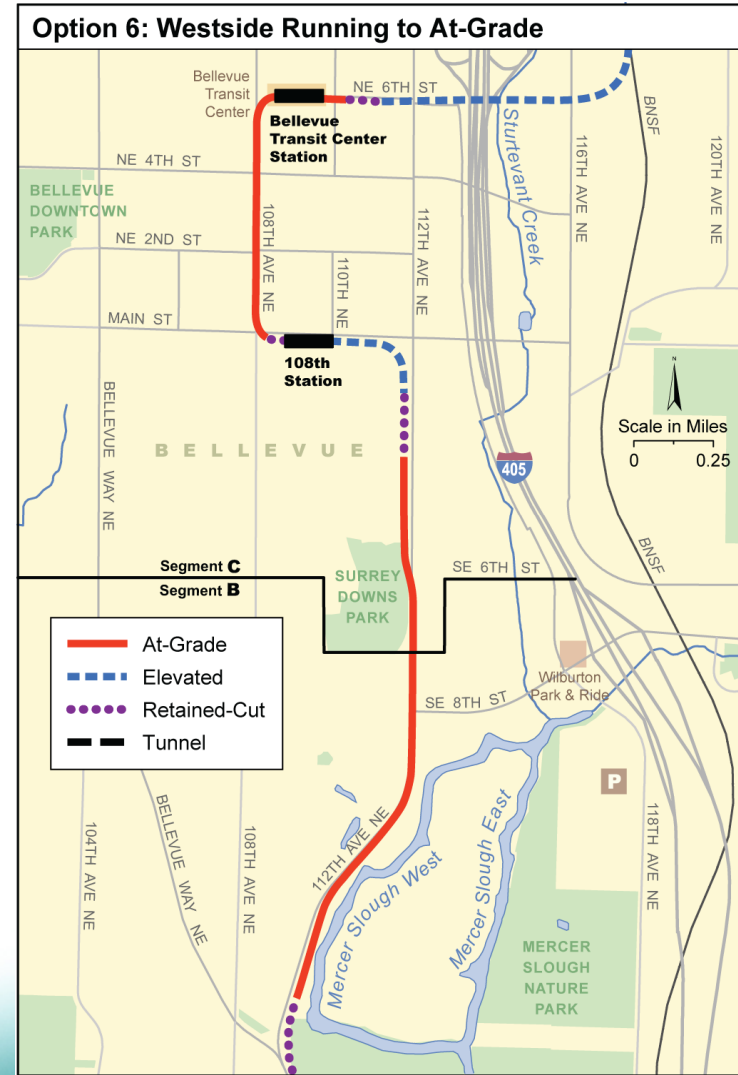 Option 6: Westside Running to At-Grade
Bellevue
Transit
Center
NE 6TH ST
Bellevue
Transit Center
Station
BNSF
Sturtevant Creek
116TH AVE NE
120TH AVE NE
NE 4TH ST
BELLEVUE
DOWNTOWN
PARK
108TH AVE NE
112TH AVE NE
NE 2ND ST
110TH NE
MAIN ST
108th
Station
N
Scale in Miles
0 0.25
BELLEVUE WAY NE
BELLEVUE
405
BNSF
Segment C
Segment B
SURREY
DOWNS
PARK
SE 6TH ST
At-Grade
Elevated
Retained-Cut
Tunnel
Wilburton
Park & Ride
SE 8TH ST
P
104TH AVE NE
BELLEVUE WAY NE
108TH AVE NE
112TH AVE NE
Mercer Slough West
Mercer Slough East
118TH AVE NE
MERCER
SLOUGH
NATURE
PARK